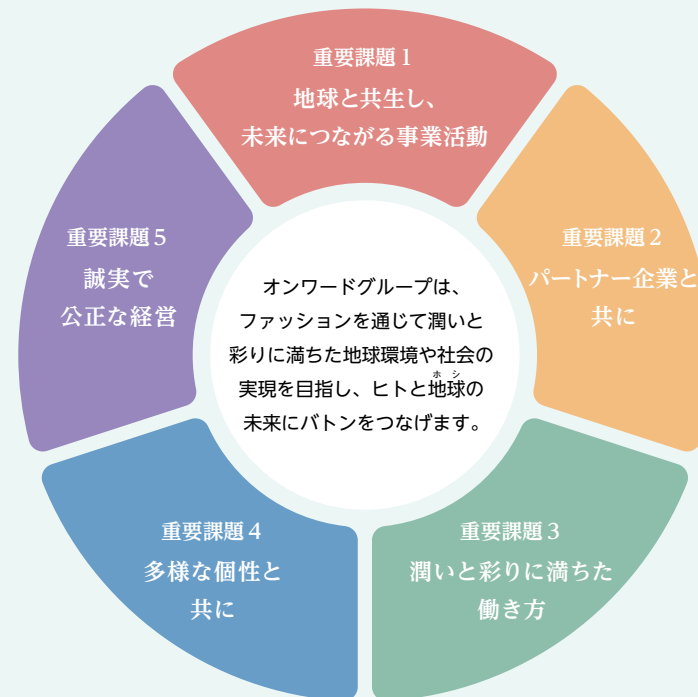 重要課題1
地球と共生し、
未来につながる事業活動
重要課題2
パートナー企業と
共に
重要課題3
潤いと彩りに満ちた
働き方
重要課題4
多様な個性と
共に
重要課題5
誠実で
公正な経営
オンワードグループは、
ファッションを通じて潤いと
彩りに満ちた地球環境や社会の
ホシ
実現を目指し、ヒトと地球の
未来にバトンをつなげます。